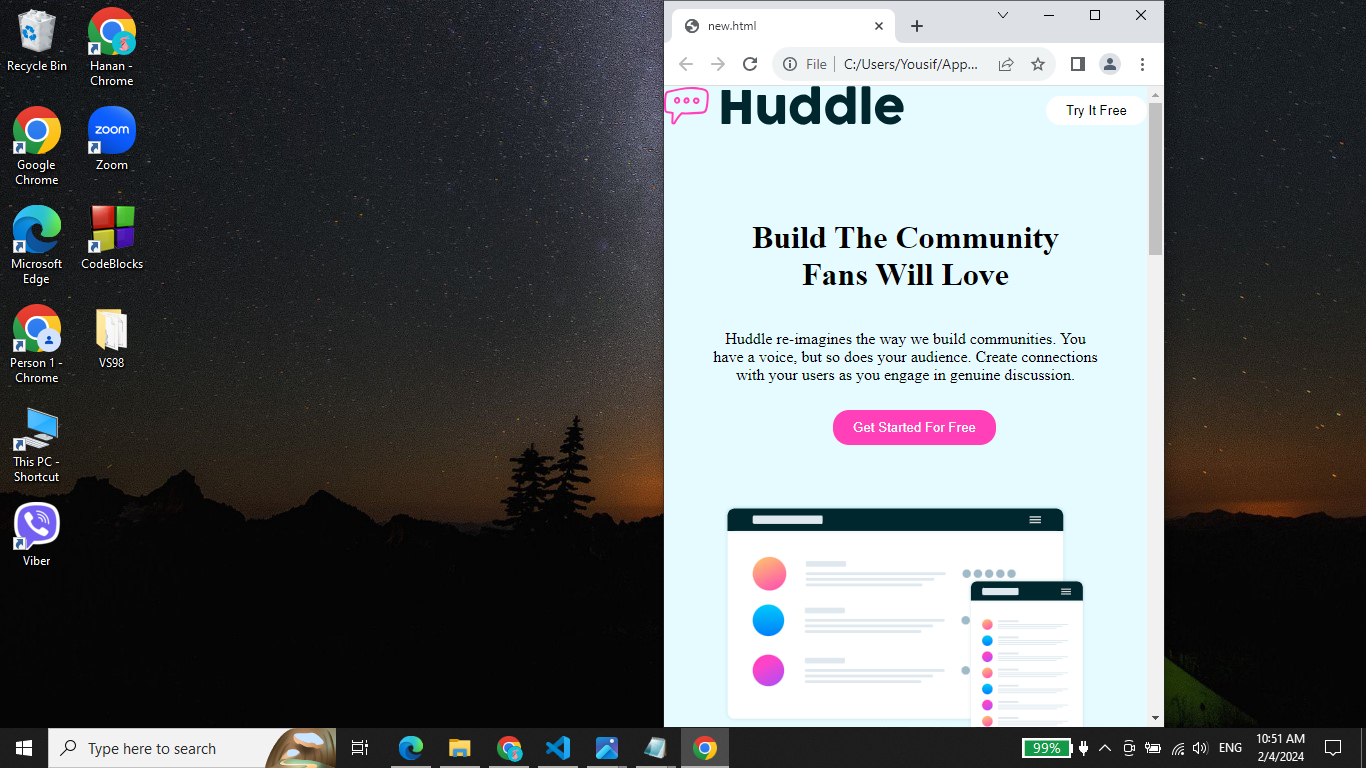 Recycle Bin
Hanan -
Chrome
Google
Chrome
zoom
Zoom
Microsoft
Edge
CodeBlocks
Person 1 -
Chrome
VS98
This PC -
Shortcut
Viber
new.html
File
C:/Users/Yousif/App...
Huddle
Try It Free
Build The Community
Fans Will Love
Huddle re-imagines the way we build communities. You
have a voice, but so does your audience. Create connections
with your users as you engage in genuine discussion.
Get Started For Free
Type here to search
99%
ENG
10:51 AM
2/4/2024